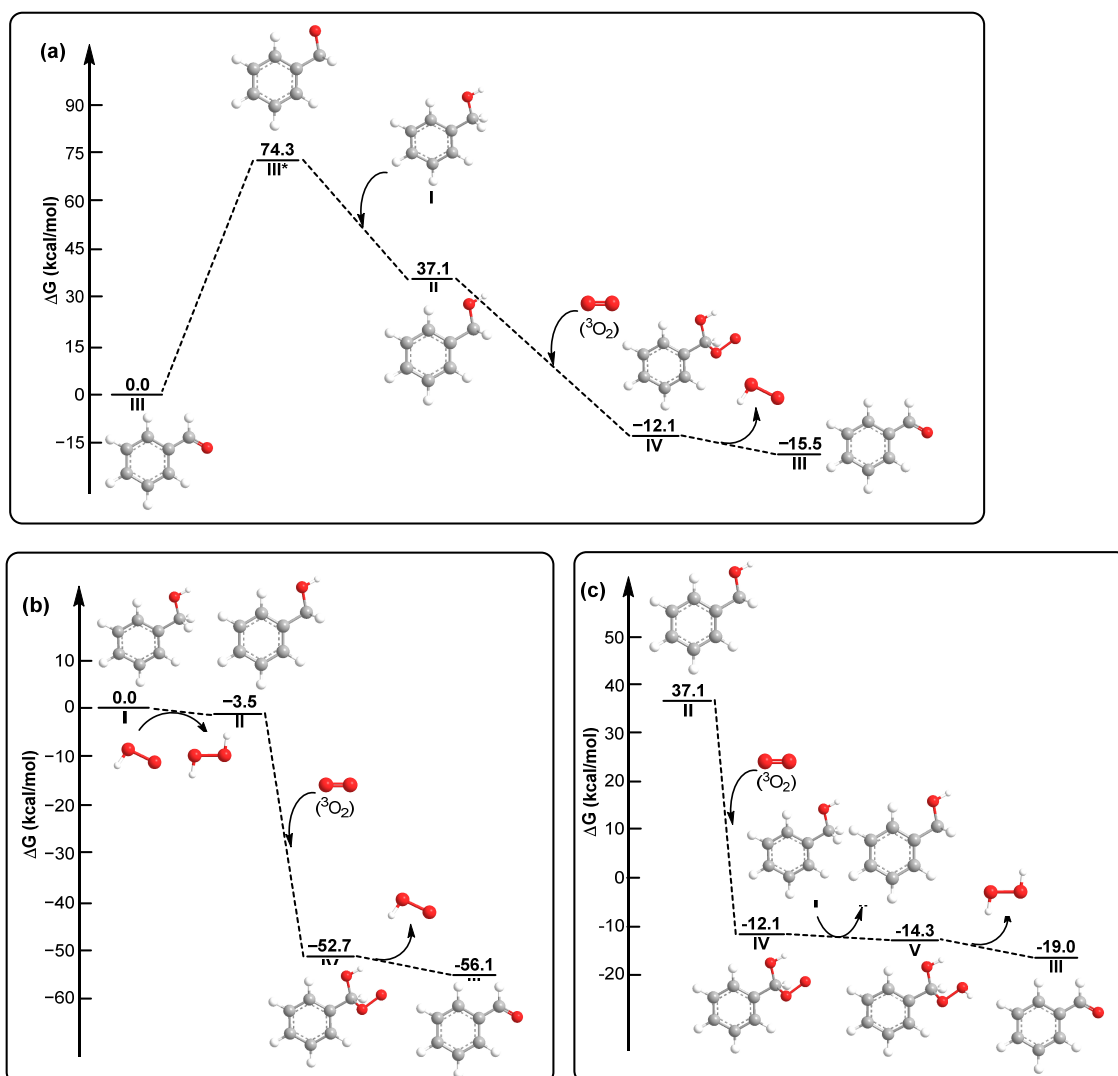 (a)
ΔG (kcal/mol)
90
75
60
45
30
15
0
−15
0.0
III
74.3
III*
I
37.1
II
(³O₂)
−12.1
IV
−15.5
III
(b)
ΔG (kcal/mol)
10
0
−10
−20
−30
−40
−50
−60
0.0
I
−3.5
II
(³O₂)
−52.7
-56.1
(c)
ΔG (kcal/mol)
50
40
30
20
10
0
−10
−20
37.1
II
(³O₂)
-12.1
IV
-14.3
V
-19.0
III